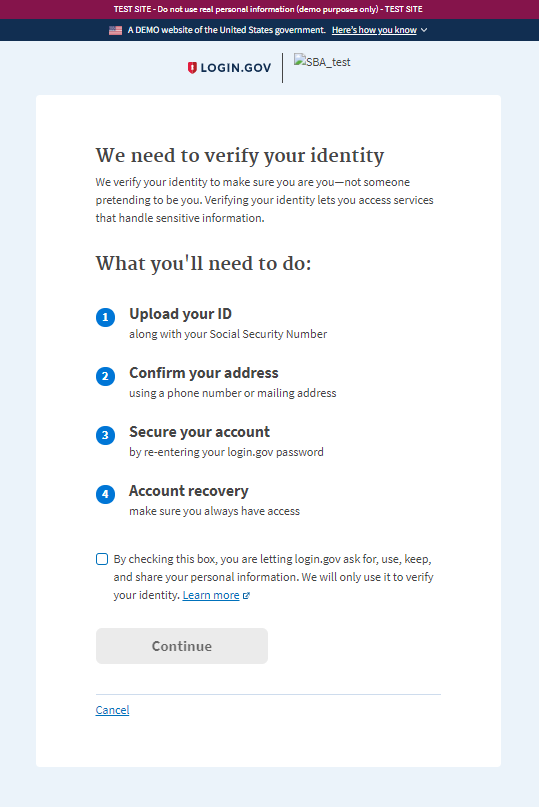 TEST SITE - Do not use real personal information (demo purposes only) - TEST SITE
A DEMO website of the United States government. Here's how you know
LOGIN.GOV
SBA_test
We need to verify your identity
We verify your identity to make sure you are you—not someone
pretending to be you. Verifying your identity lets you access services
that handle sensitive information.
What you'll need to do:
1 Upload your ID
along with your Social Security Number
2 Confirm your address
using a phone number or mailing address
3 Secure your account
by re-entering your login.gov password
4 Account recovery
make sure you always have access
By checking this box, you are letting login.gov ask for, use, keep,
and share your personal information. We will only use it to verify
your identity. Learn more
Continue
Cancel